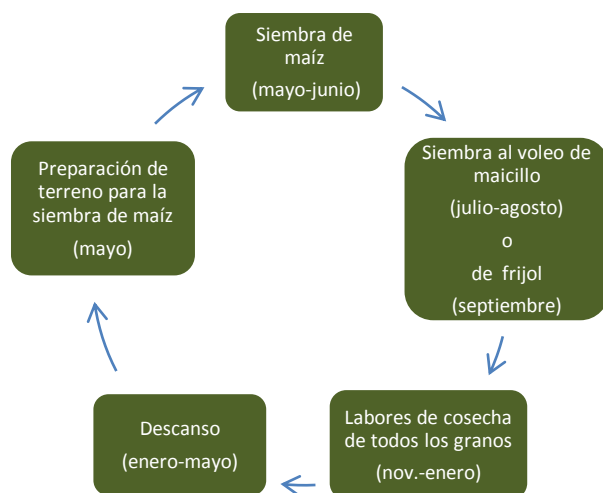 Siembra de
maíz
(mayo-junio)
Siembra al voleo de
maicillo
(julio-agosto)
o
de frijol
(septiembre)
Labores de cosecha
de todos los granos
(nov.-enero)
Descanso
(enero-mayo)
Preparación de
terreno para la
siembra de maíz
(mayo)